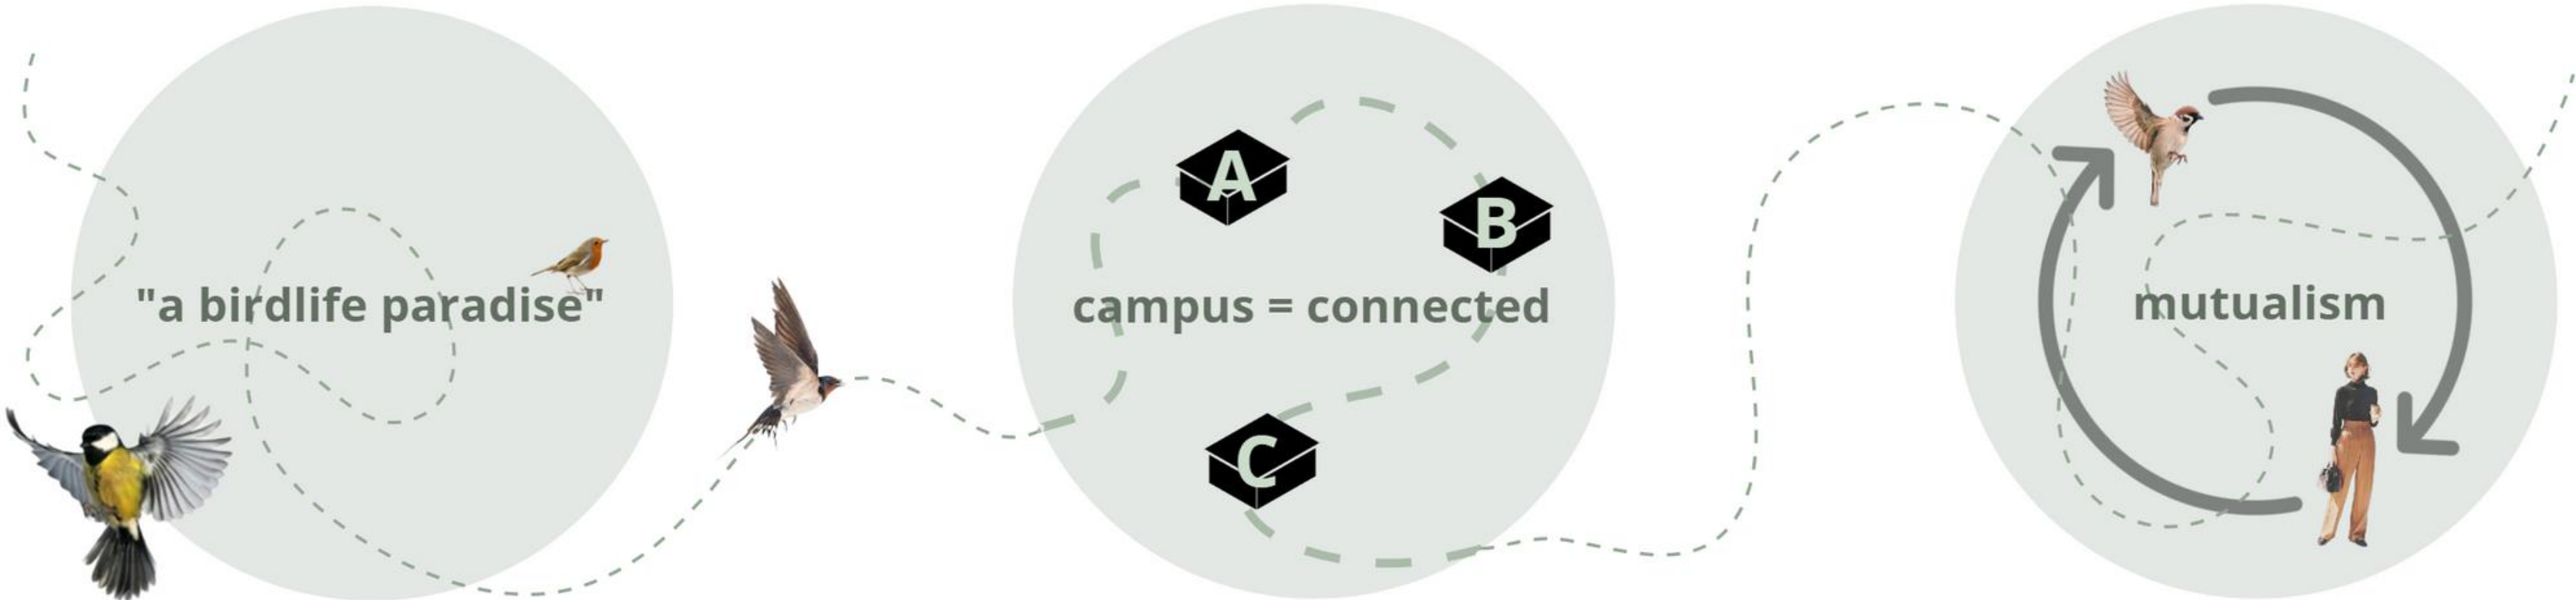 "a birdlife paradise"
A
B
campus = connected
C
mutualism